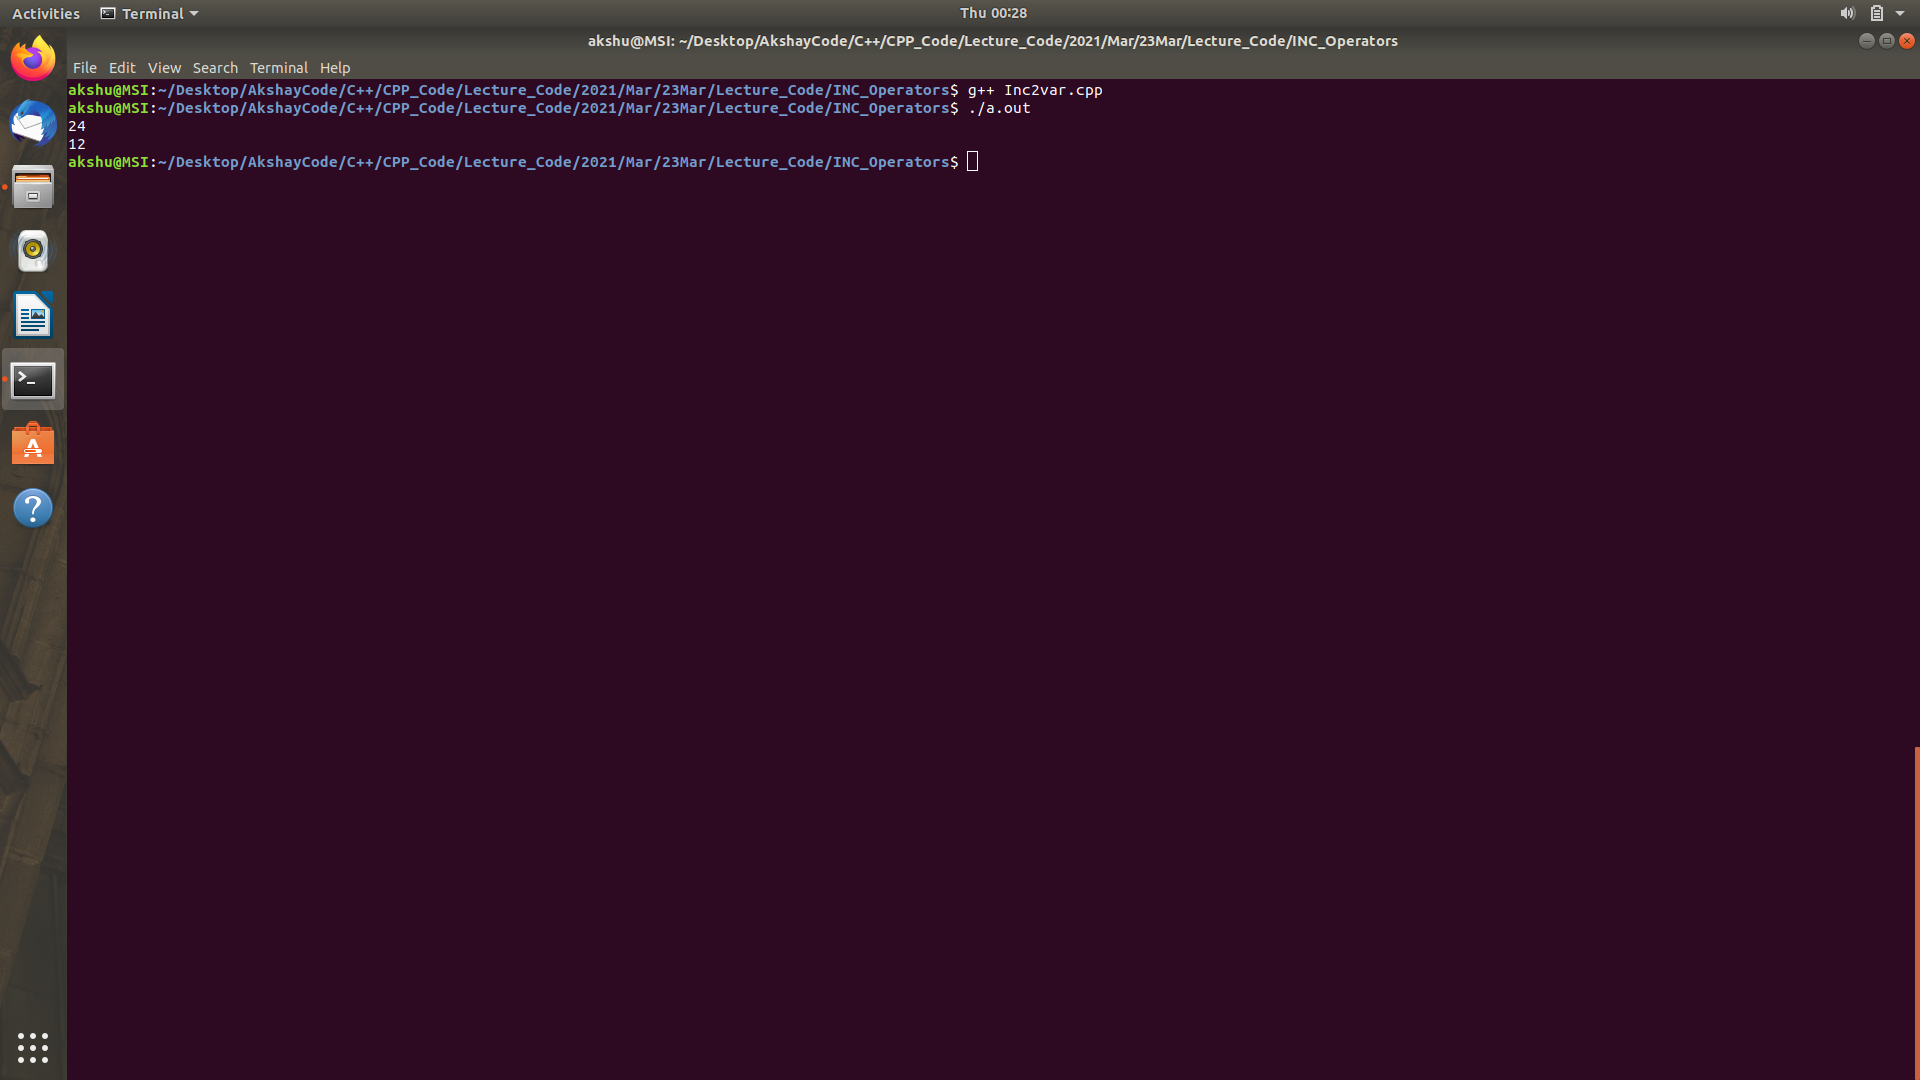 Activities Terminal Thu 00:28
akshu@MSI: ~/Desktop/AkshayCode/C++/CPP_Code/Lecture_Code/2021/Mar/23Mar/Lecture_Code/INC_Operators
File Edit View Search Terminal Help
akshu@MSI:~/Desktop/AkshayCode/C++/CPP_Code/Lecture_Code/2021/Mar/23Mar/Lecture_Code/INC_Operators$ g++ Inc2var.cpp
akshu@MSI:~/Desktop/AkshayCode/C++/CPP_Code/Lecture_Code/2021/Mar/23Mar/Lecture_Code/INC_Operators$ ./a.out
24
12
akshu@MSI:~/Desktop/AkshayCode/C++/CPP_Code/Lecture_Code/2021/Mar/23Mar/Lecture_Code/INC_Operators$